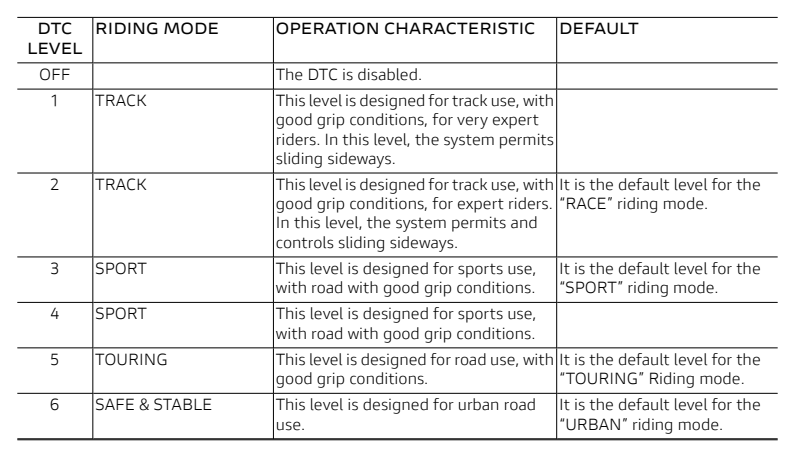 DTC LEVEL RIDING MODE OPERATION CHARACTERISTIC DEFAULT
OFF The DTC is disabled.
1 TRACK This level is designed for track use, with
good grip conditions, for very expert
riders. In this level, the system permits
sliding sideways.
2 TRACK This level is designed for track use, with It is the default level for the
good grip conditions, for expert riders. “RACE” riding mode.
In this level, the system permits and
controls sliding sideways.
3 SPORT This level is designed for sports use, It is the default level for the
with road with good grip conditions. “SPORT” riding mode.
4 SPORT This level is designed for sports use,
with road with good grip conditions.
5 TOURING This level is designed for road use, with It is the default level for the
good grip conditions. “TOURING” Riding mode.
6 SAFE & STABLE This level is designed for urban road It is the default level for the
use. “URBAN” riding mode.